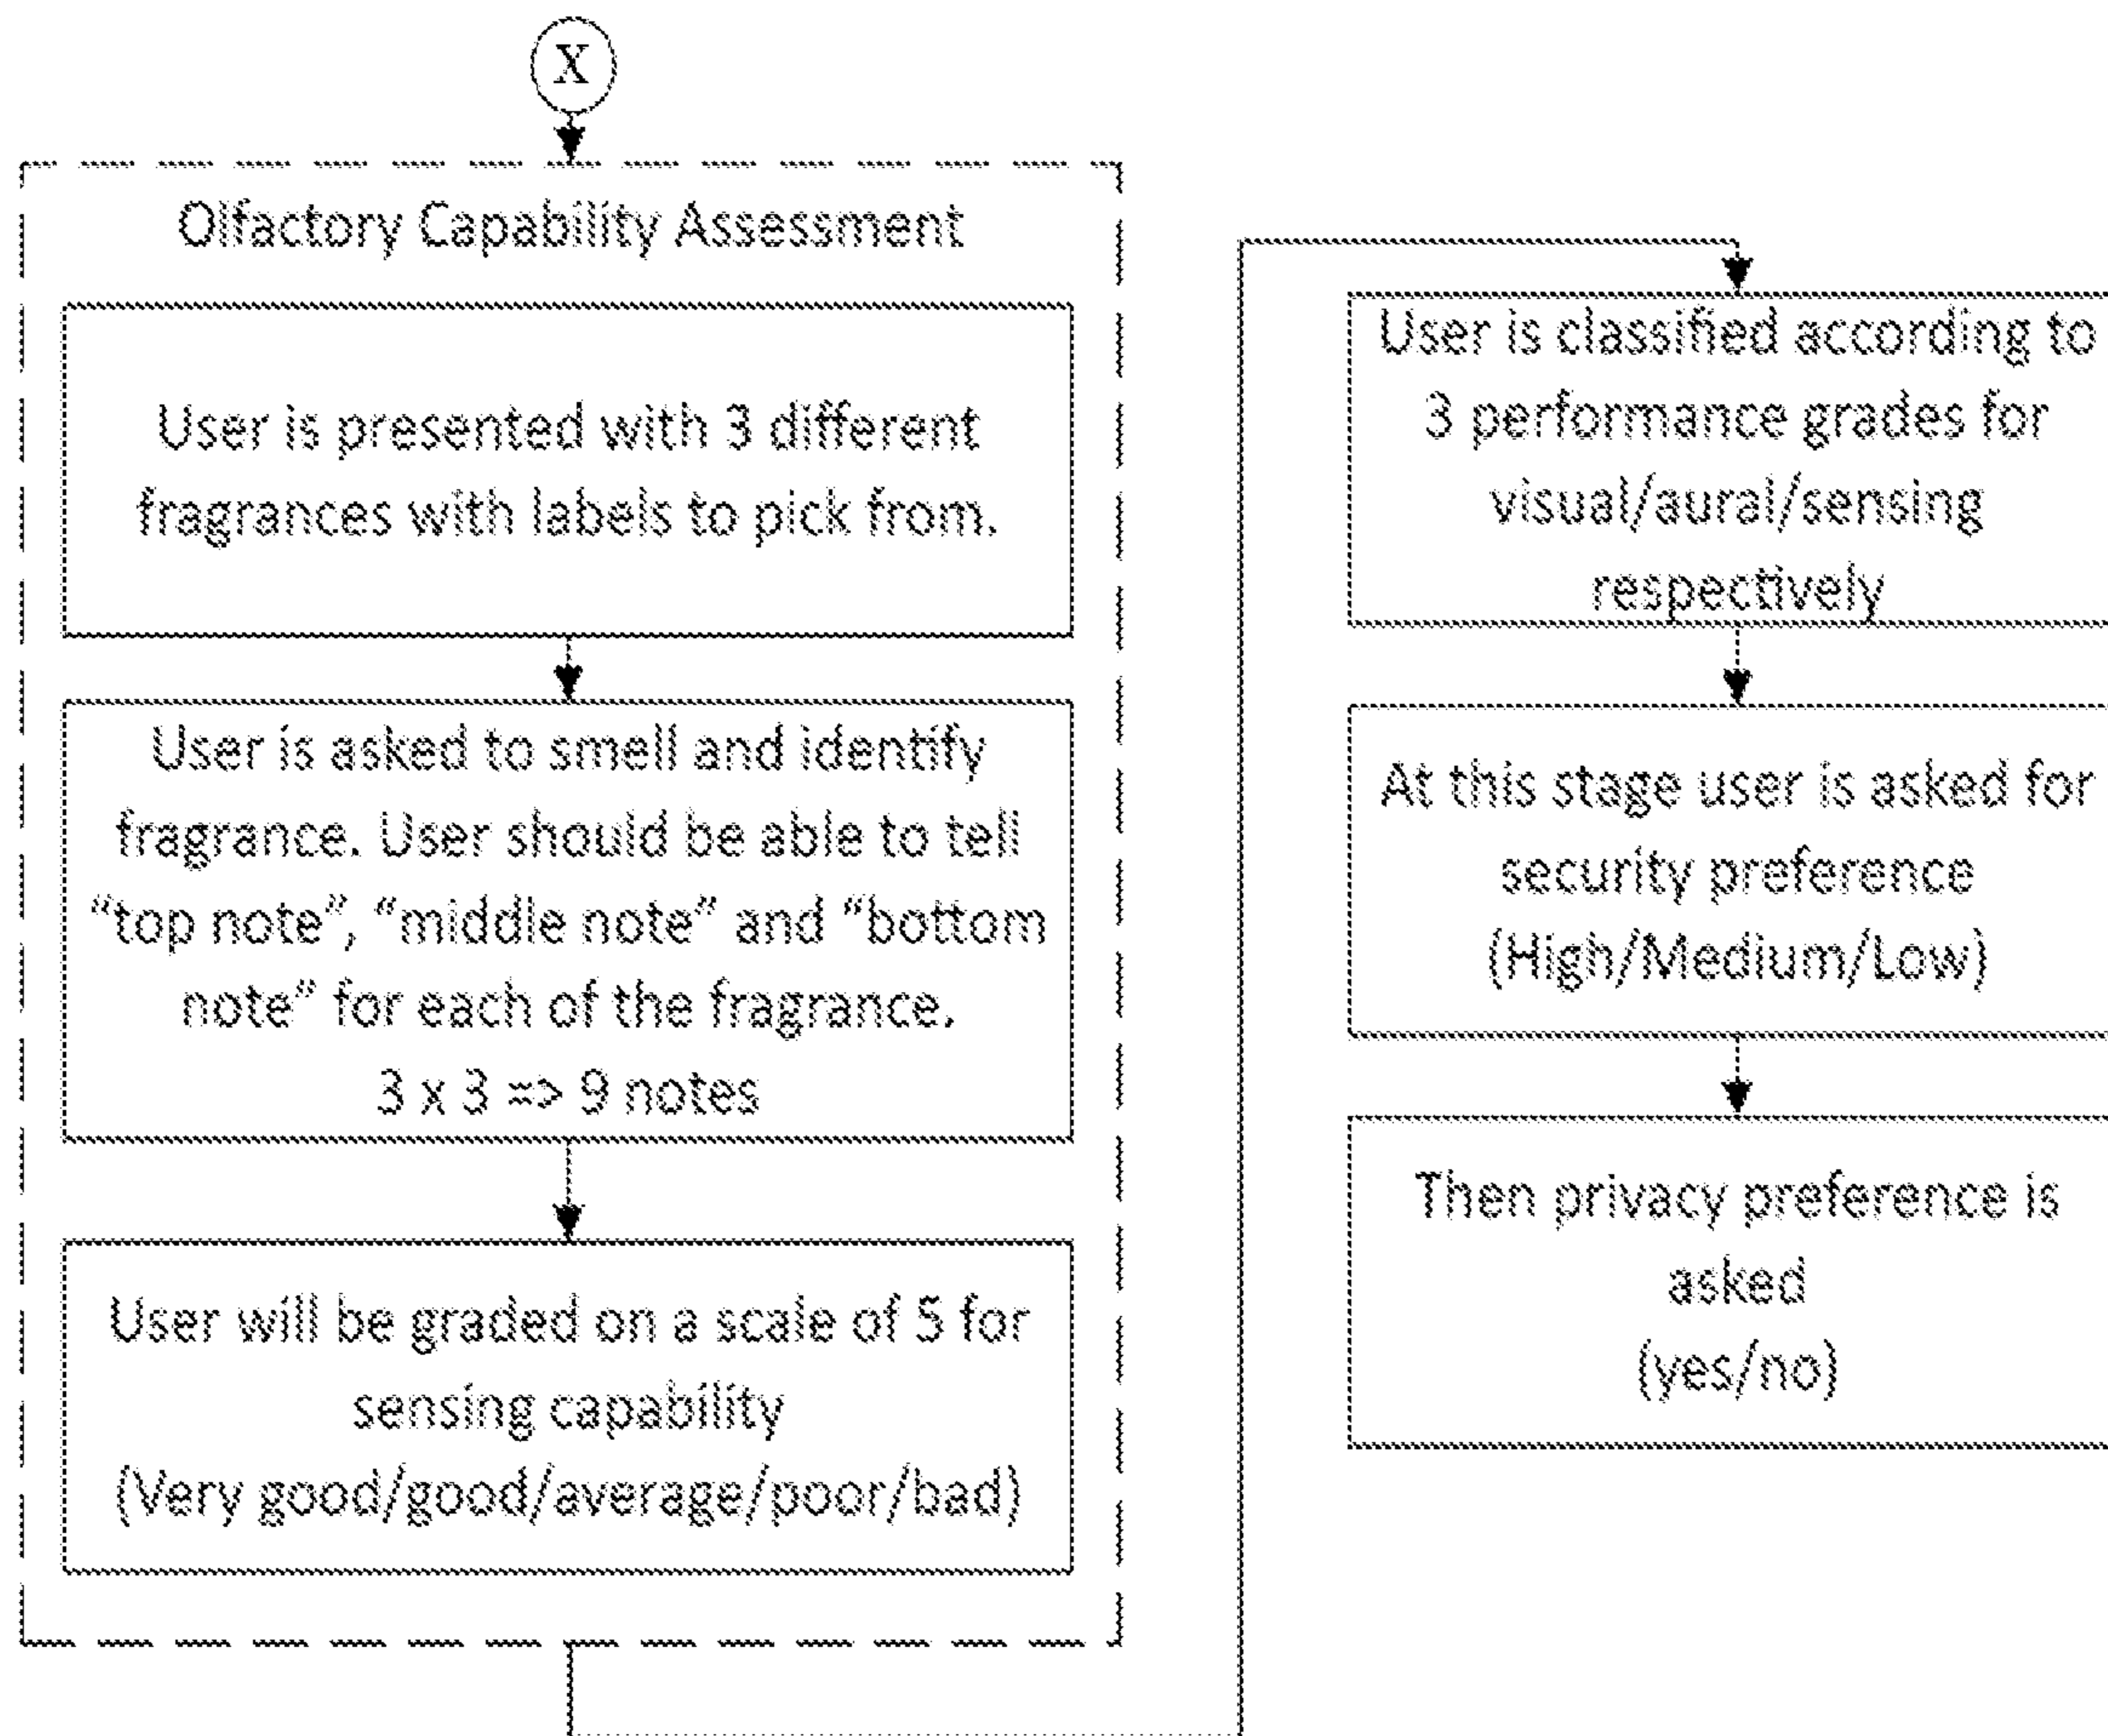 X
Olfactory Capability Assessment
User is presented with 3 different
fragrances with labels to pick from.
User is asked to smell and identify
fragrance. User should be able to tell
“top note”, “middle note” and “bottom
note” for each of the fragrance.
3 x 3 => 9 notes
User will be graded on a scale of 5 for
sensing capability
(Very good/good/average/poor/bad)
User is classified according to
3 performance grades for
visual/aural/sensing
respectively
At this stage user is asked for
security preference
(High/Medium/Low)
Then privacy preference is
asked
(yes/no)